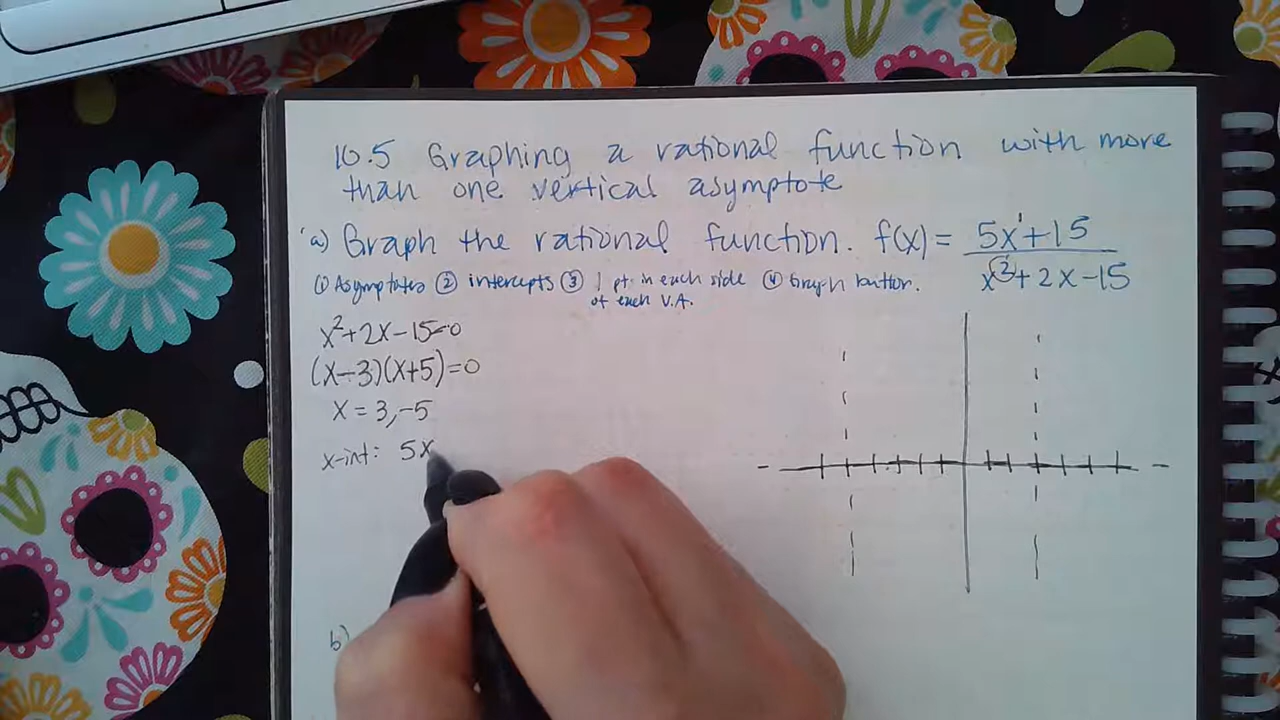 10.5 Graphing a rational function with more
than one vertical asymptote
a) Graph the rational function. f(x) = 5x¹+15 / x²+2x-15
① Asymptotes ② intercepts ③ 1 pt. in each side ④ Graph button.
of each V.A.
x²+2x-15=0
(x-3)(x+5)=0
x = 3,-5
x-int: 5x
b)